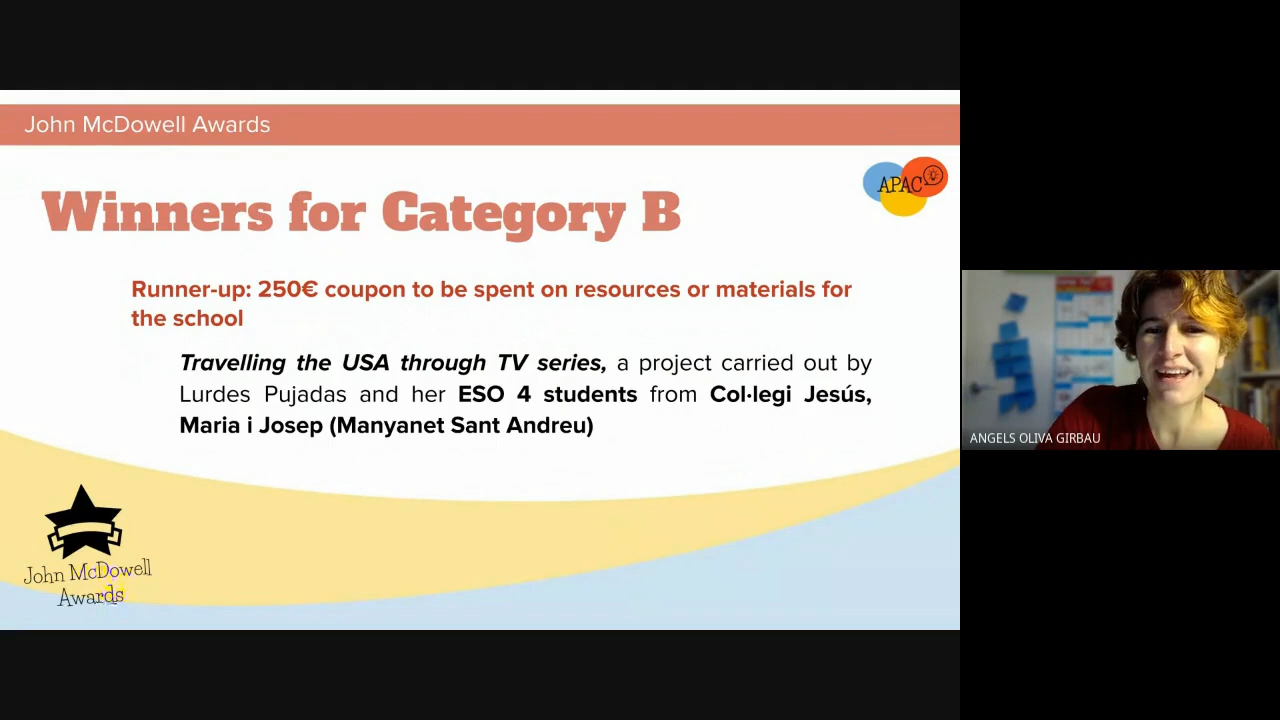 John McDowell Awards
APAC
Winners for Category B
Runner-up: 250€ coupon to be spent on resources or materials for
the school
Travelling the USA through TV series, a project carried out by
Lurdes Pujadas and her ESO 4 students from Col·legi Jesús,
Maria i Josep (Manyanet Sant Andreu)
John McDowell
Awards
ANGELS OLIVA GIRBAU